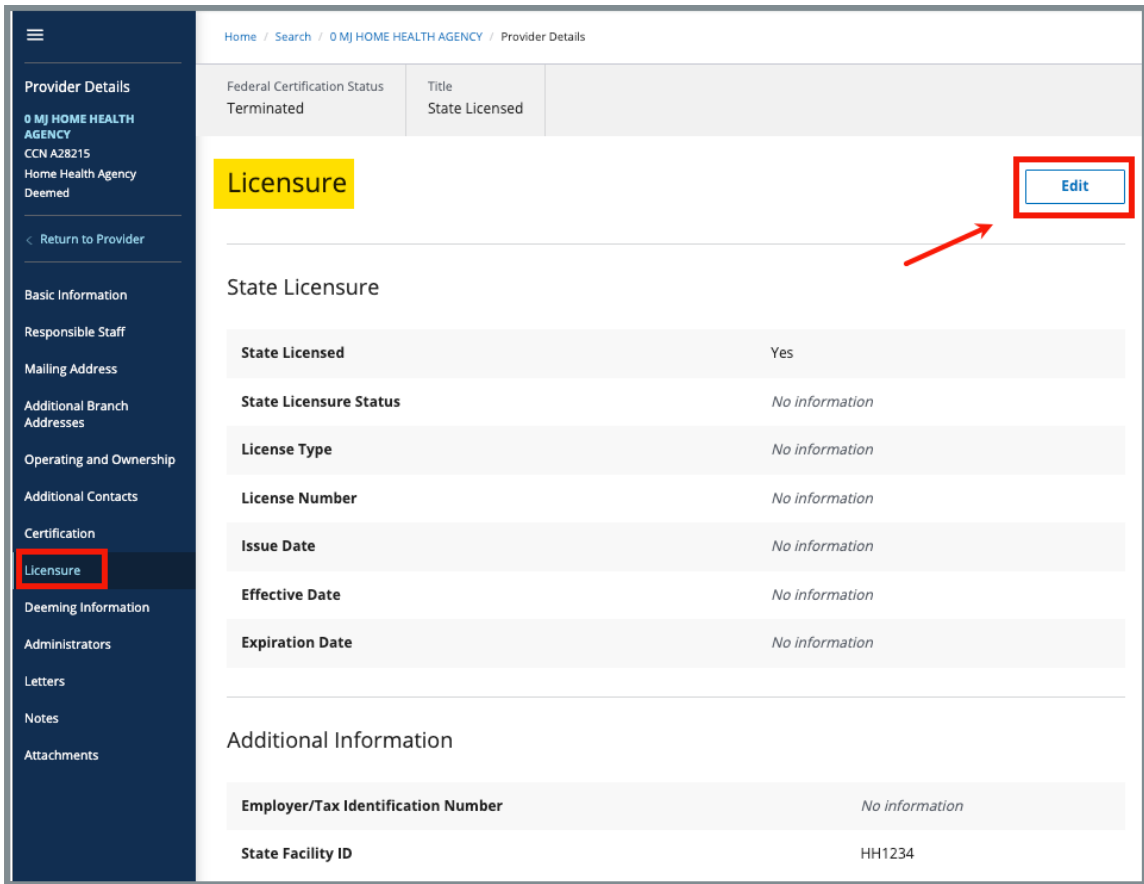 Home / Search / 0 MJ HOME HEALTH AGENCY / Provider Details
Provider Details
0 MJ HOME HEALTH
AGENCY
CCN A28215
Home Health Agency
Deemed
< Return to Provider
Basic Information
Responsible Staff
Mailing Address
Additional Branch
Addresses
Operating and Ownership
Additional Contacts
Certification
Licensure
Deeming Information
Administrators
Letters
Notes
Attachments
Federal Certification Status
Terminated
Title
State Licensed
Licensure
Edit
State Licensure
State Licensed Yes
State Licensure Status No information
License Type No information
License Number No information
Issue Date No information
Effective Date No information
Expiration Date No information
Additional Information
Employer/Tax Identification Number No information
State Facility ID HH1234